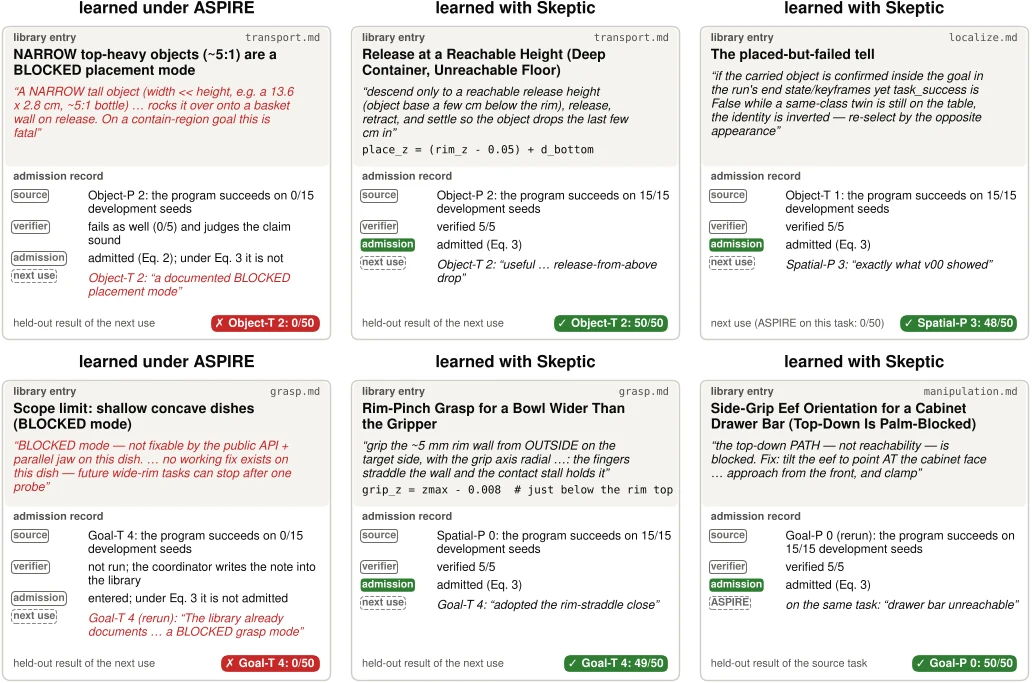 learned under ASPIRE
library entry transport.md
NARROW top-heavy objects (~5:1) are a
BLOCKED placement mode
“A NARROW tall object (width << height, e.g. a 13.6
x 2.8 cm, ~5:1 bottle) … rocks it over onto a basket
wall on release. On a contain-region goal this is
fatal”
admission record
source Object-P 2: the program succeeds on 0/15
development seeds
verifier fails as well (0/5) and judges the claim
sound
admission admitted (Eq. 2); under Eq. 3 it is not
next use Object-T 2: “a documented BLOCKED
placement mode”
held-out result of the next use ✗ Object-T 2: 0/50
learned with Skeptic
library entry transport.md
Release at a Reachable Height (Deep
Container, Unreachable Floor)
“descend only to a reachable release height
(object base a few cm below the rim), release,
retract, and settle so the object drops the last few
cm in”
place_z = (rim_z - 0.05) + d_bottom
admission record
source Object-P 2: the program succeeds on 15/15
development seeds
verifier verified 5/5
admission admitted (Eq. 3)
next use Object-T 2: “useful … release-from-above
drop”
held-out result of the next use ✓ Object-T 2: 50/50
learned with Skeptic
library entry localize.md
The placed-but-failed tell
“if the carried object is confirmed inside the goal in
the run's end state/keyframes yet task_success is
False while a same-class twin is still on the table,
the identity is inverted — re-select by the opposite
appearance”
admission record
source Object-T 1: the program succeeds on 15/15
development seeds
verifier verified 5/5
admission admitted (Eq. 3)
next use Spatial-P 3: “exactly what v00 showed”
next use (ASPIRE on this task: 0/50) ✓ Spatial-P 3: 48/50
learned under ASPIRE
library entry grasp.md
Scope limit: shallow concave dishes
(BLOCKED mode)
“BLOCKED mode — not fixable by the public API +
parallel jaw on this dish. … no working fix exists on
this dish — future wide-rim tasks can stop after one
probe”
admission record
source Goal-T 4: the program succeeds on 0/15
development seeds
verifier not run; the coordinator writes the note into
the library
admission entered; under Eq. 3 it is not admitted
next use Goal-T 4 (rerun): “The library already
documents … a BLOCKED grasp mode”
held-out result of the next use ✗ Goal-T 4: 0/50
learned with Skeptic
library entry grasp.md
Rim-Pinch Grasp for a Bowl Wider Than
the Gripper
“grip the ~5 mm rim wall from OUTSIDE on the
target side, with the grip axis radial …: the fingers
straddle the wall and the contact stall holds it”
grip_z = zmax - 0.008 # just below the rim top
admission record
source Spatial-P 0: the program succeeds on 15/15
development seeds
verifier verified 5/5
admission admitted (Eq. 3)
next use Goal-T 4: “adopted the rim-straddle close”
held-out result of the next use ✓ Goal-T 4: 49/50
learned with Skeptic
library entry manipulation.md
Side-Grip Eef Orientation for a Cabinet
Drawer Bar (Top-Down Is Palm-Blocked)
“the top-down PATH — not reachability — is
blocked. Fix: tilt the eef to point AT the cabinet face
… approach from the front, and clamp”
admission record
source Goal-P 0 (rerun): the program succeeds on
15/15 development seeds
verifier verified 5/5
admission admitted (Eq. 3)
ASPIRE on the same task: “drawer bar unreachable”
held-out result of the source task ✓ Goal-P 0: 50/50